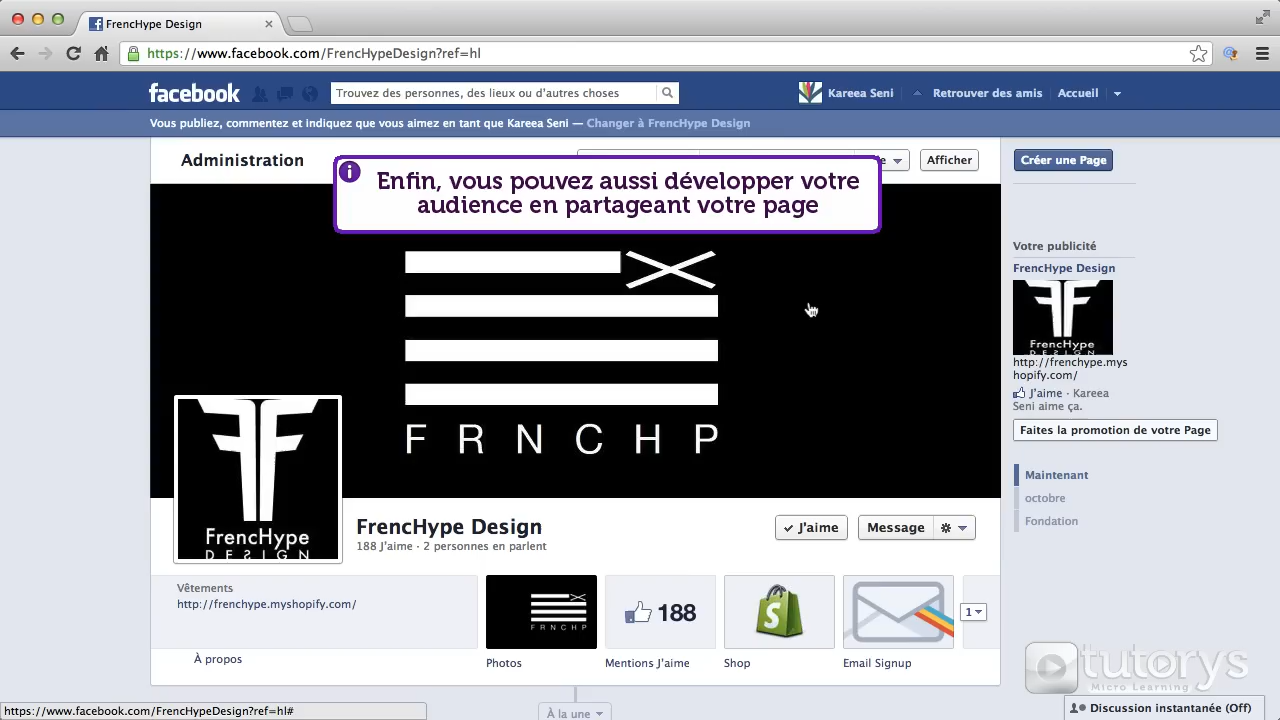 FrencHype Design
https://www.facebook.com/FrencHypeDesign?ref=hl
facebook
Trouvez des personnes, des lieux ou d'autres choses
Kareea Seni
Retrouver des amis
Accueil
Vous publiez, commentez et indiquez que vous aimez en tant que Kareea Seni — Changer à FrencHype Design
Administration
Afficher
Créer une Page
i
Enfin, vous pouvez aussi développer votre
audience en partageant votre page
F R N C H P
FrencHype
DESIGN
Votre publicité
FrencHype Design
FrencHype
DESIGN
http://frenchype.mys
hopify.com/
J'aime · Kareea
Seni aime ça.
Faites la promotion de votre Page
Maintenant
octobre
Fondation
FrencHype Design
188 J'aime · 2 personnes en parlent
J'aime
Message
Vêtements
http://frenchype.myshopify.com/
À propos
FRNCHP
Photos
188
Mentions J'aime
S
Shop
Email Signup
1
À la une
tutorys
Micro Learning
https://www.facebook.com/FrencHypeDesign?ref=hl#
Discussion instantanée (Off)